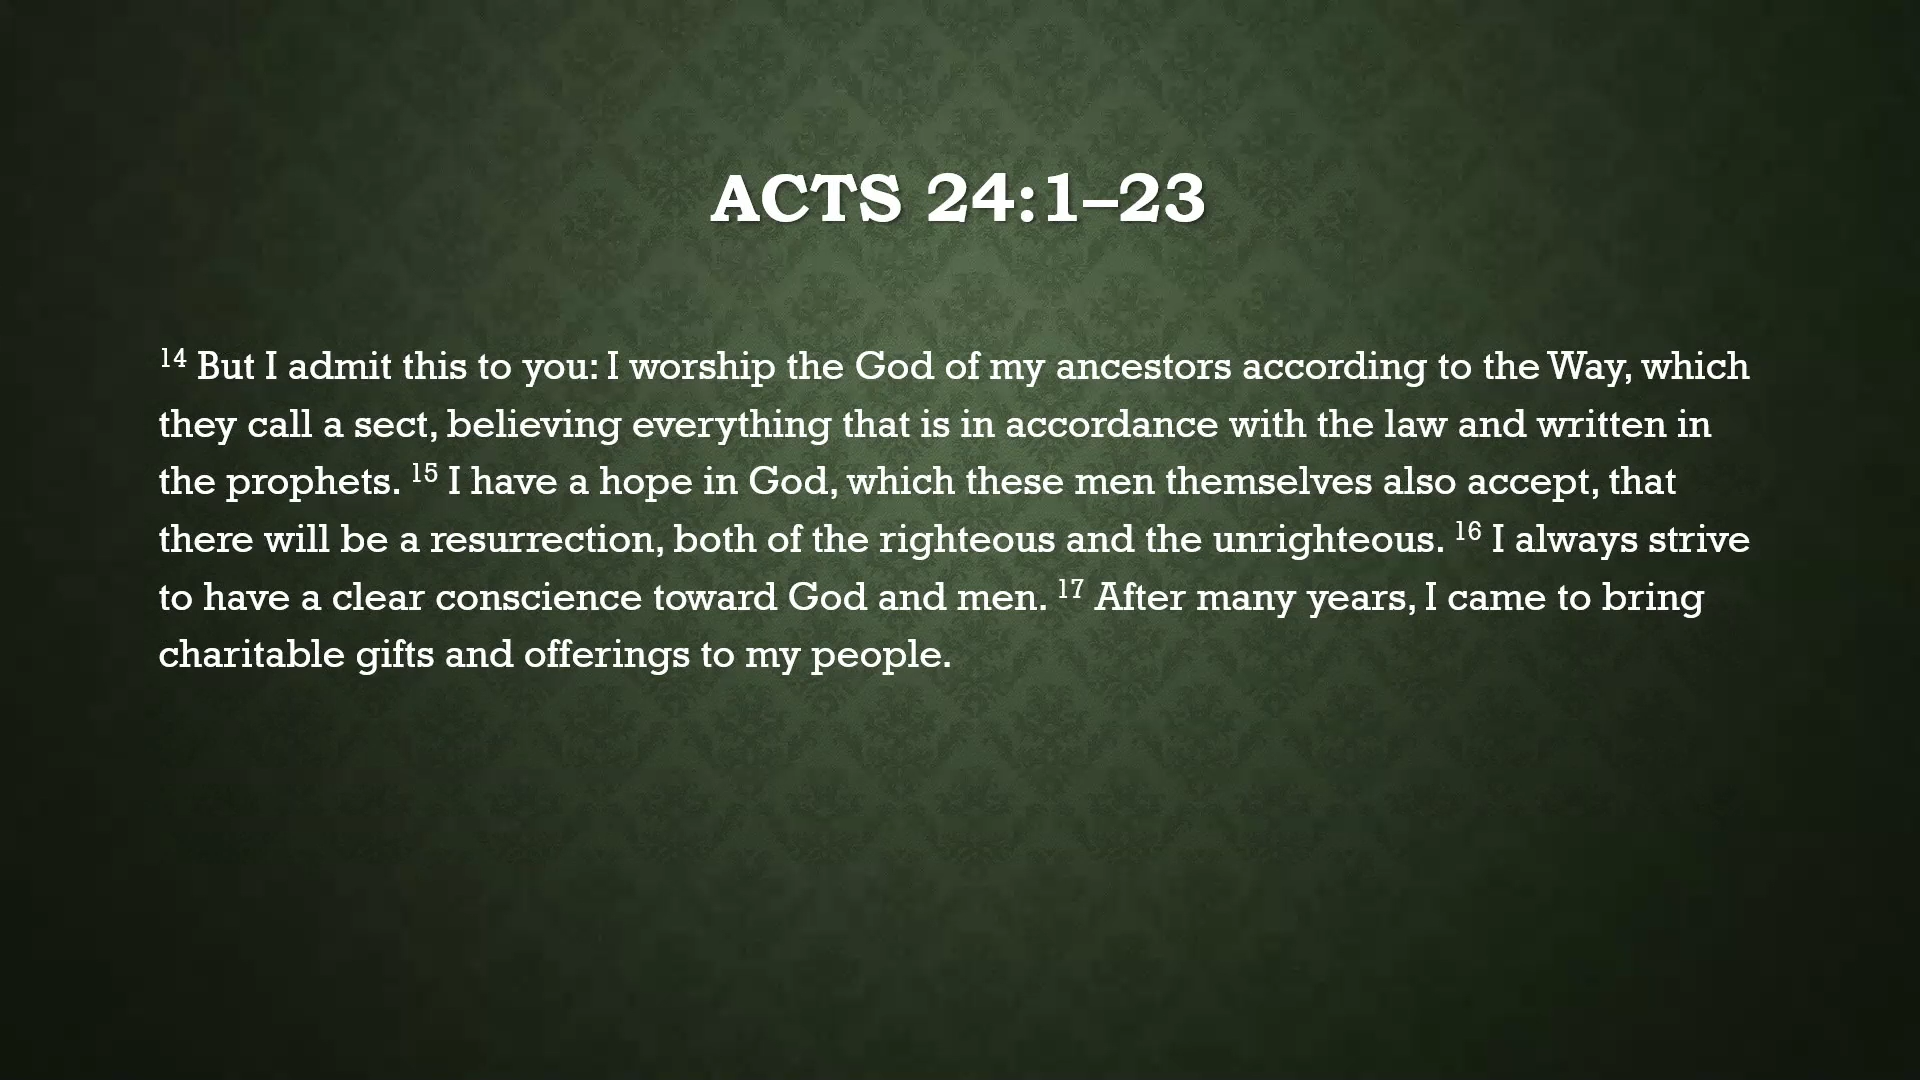 ACTS 24:1–23
14 But I admit this to you: I worship the God of my ancestors according to the Way, which
they call a sect, believing everything that is in accordance with the law and written in
the prophets. 15 I have a hope in God, which these men themselves also accept, that
there will be a resurrection, both of the righteous and the unrighteous. 16 I always strive
to have a clear conscience toward God and men. 17 After many years, I came to bring
charitable gifts and offerings to my people.